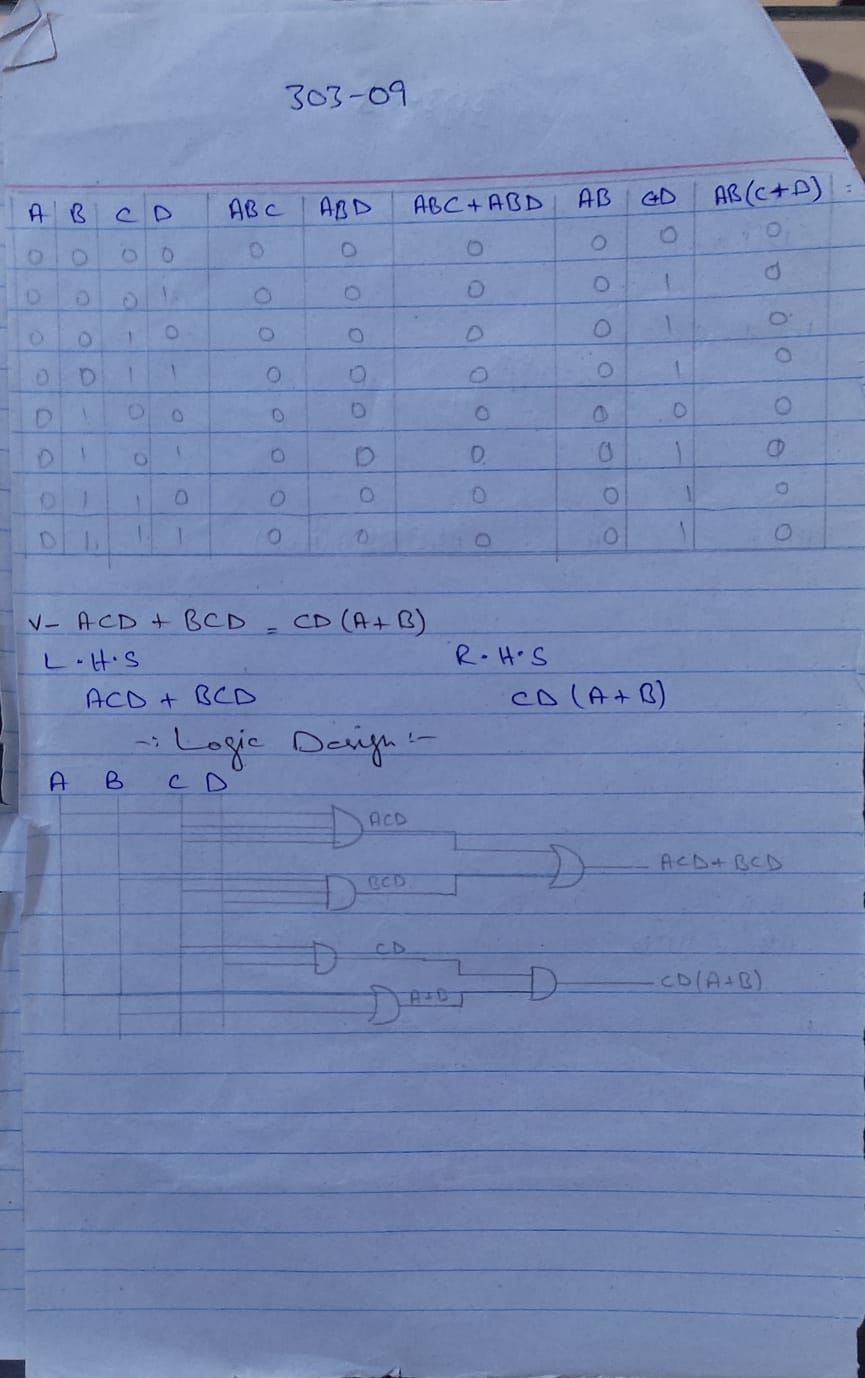 303-09
A B C D ABC ABD ABC+ABD AB C+D AB(C+D) :
0 0 0 0 0 0 0 0 0 0
0 0 0 1 0 0 0 0 1 0
0 0 1 0 0 0 0 0 1 0
0 0 1 1 0 0 0 0 1 0
0 1 0 0 0 0 0 0 0 0
0 1 0 1 0 0 0 0 1 0
0 1 1 0 0 0 0 0 1 0
0 1 1 1 0 0 0 0 1 0
V- ACD + BCD = CD(A+B)
L.H.S R.H.S
ACD + BCD CD(A+B)
-: Logic Design :-
A B C D
ACD
ACD+BCD
BCD
CD
CD(A+B)
A+B